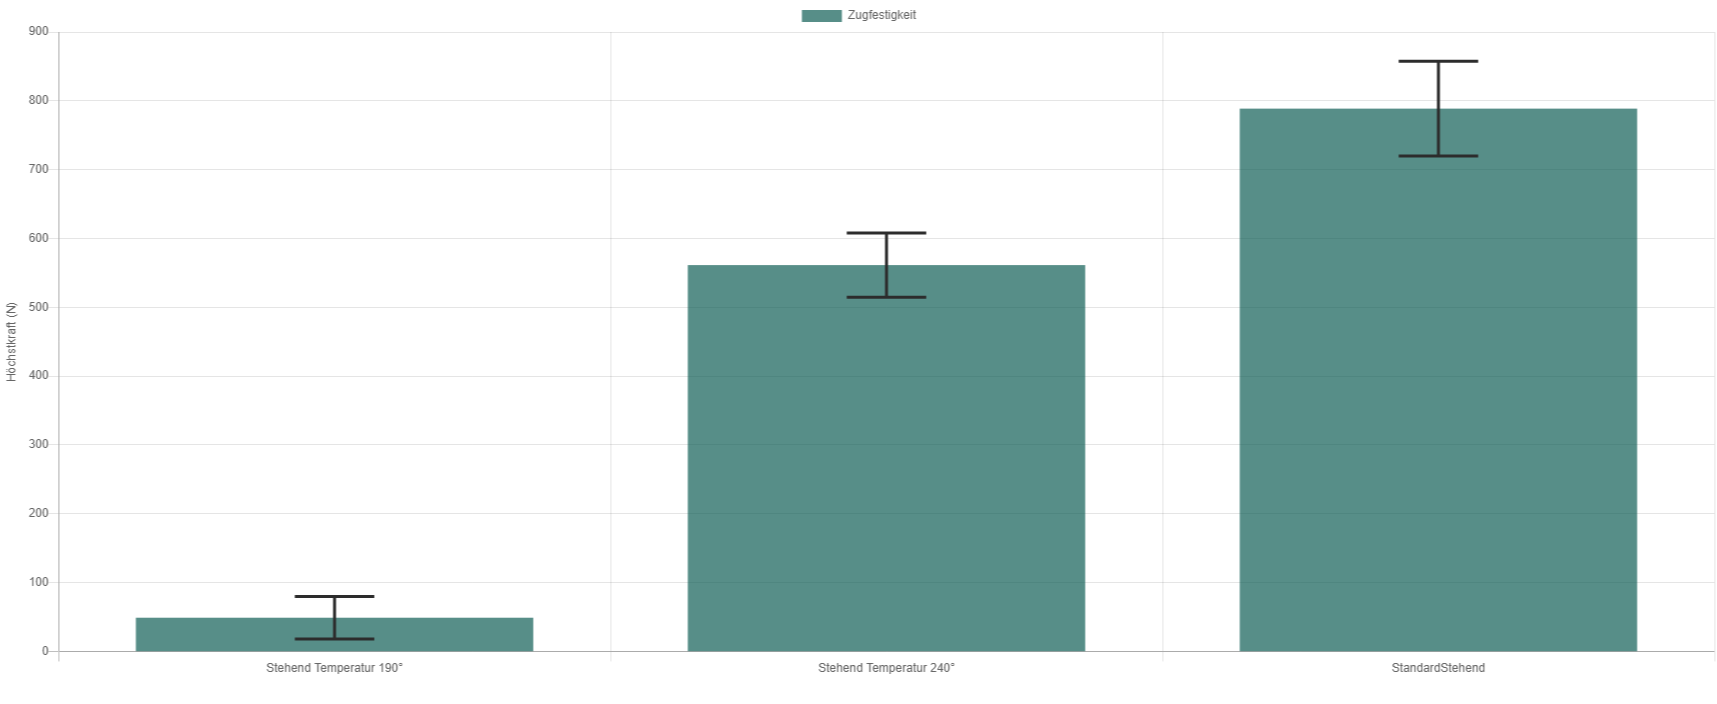 Zugfestigkeit
900
800
700
600
500
400
300
200
100
0
Höchstkraft (N)
Stehend Temperatur 190°
Stehend Temperatur 240°
StandardStehend